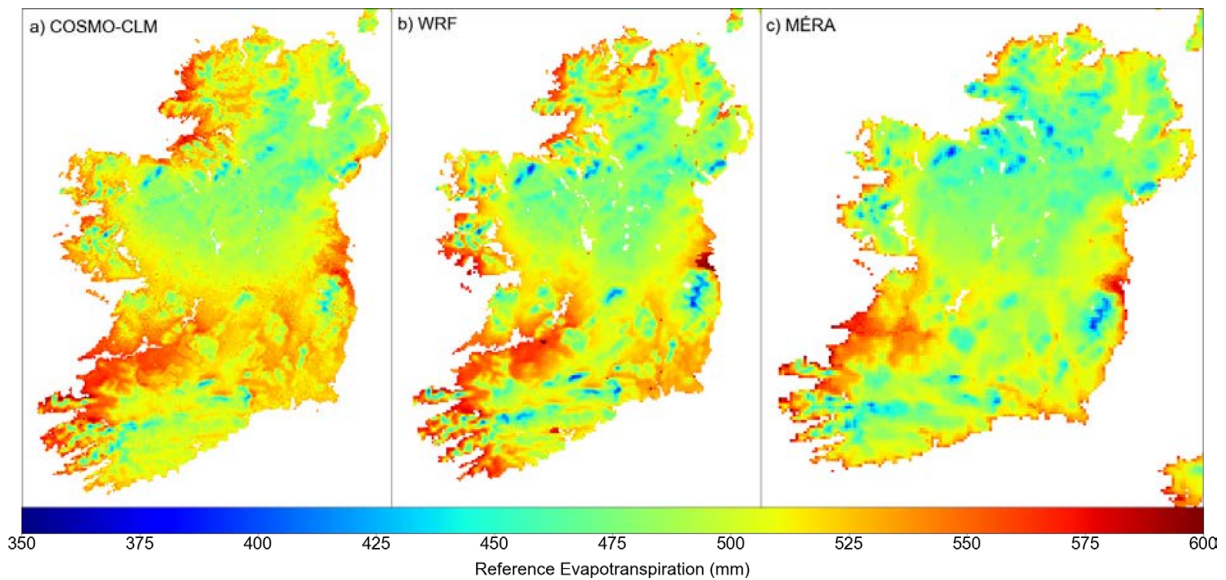 a) COSMO-CLM
b) WRF
c) MÉRA
350 375 400 425 450 475 500 525 550 575 600
Reference Evapotranspiration (mm)